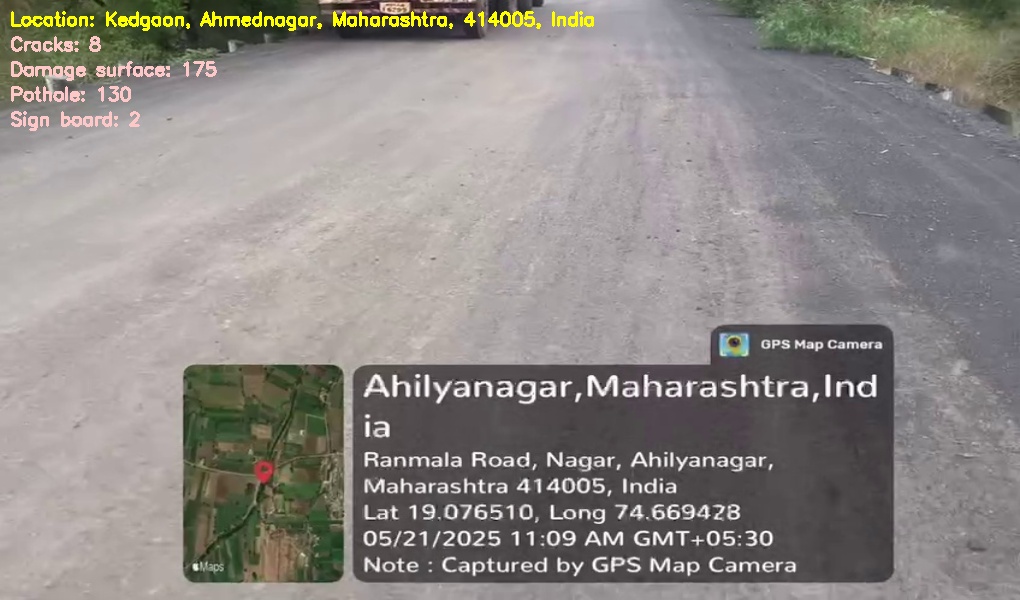 Location: Kedgaon, Ahmednagar, Maharashtra, 414005, India
Cracks: 8
Damage surface: 175
Pothole: 130
Sign board: 2
GPS Map Camera
Ahilyanagar,Maharashtra,Ind
ia
Ranmala Road, Nagar, Ahilyanagar,
Maharashtra 414005, India
Lat 19.076510, Long 74.669428
05/21/2025 11:09 AM GMT+05:30
Note : Captured by GPS Map Camera
Maps